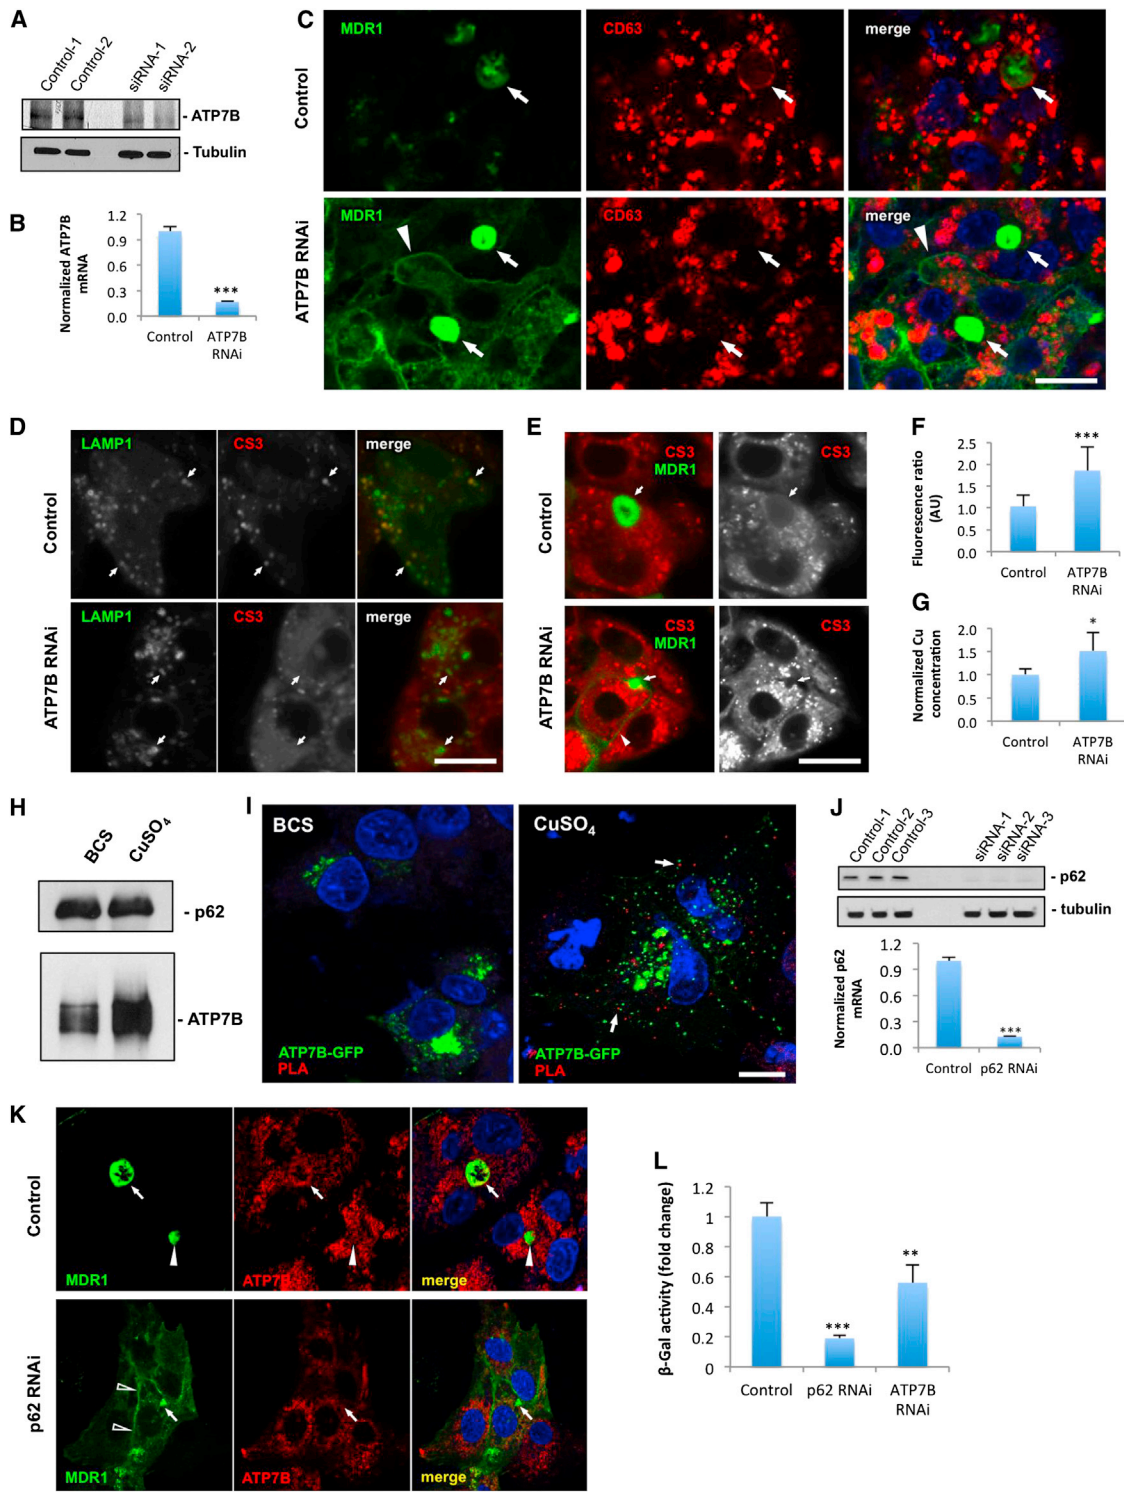 A
Control-1
Control-2
siRNA-1
siRNA-2
- ATP7B
- Tubulin
B
Normalized ATP7B
mRNA
1.2
0.9
0.6
0.3
0.0
***
Control
ATP7B
RNAi
C
Control
MDR1
CD63
merge
ATP7B RNAi
MDR1
CD63
merge
D
Control
LAMP1
CS3
merge
ATP7B RNAi
LAMP1
CS3
merge
E
Control
CS3
MDR1
CS3
ATP7B RNAi
CS3
MDR1
CS3
F
Fluorescence ratio
(AU)
2.5
2.0
1.5
1.0
0.5
0.0
***
Control
ATP7B
RNAi
G
Normalized Cu
concentration
2.0
1.5
1.0
0.5
0.0
*
Control
ATP7B
RNAi
H
BCS
CuSO₄
- p62
- ATP7B
I
BCS
ATP7B-GFP
PLA
CuSO₄
ATP7B-GFP
PLA
J
Control-1
Control-2
Control-3
siRNA-1
siRNA-2
siRNA-3
- p62
- tubulin
Normalized p62
mRNA
1.2
0.9
0.6
0.3
0.0
***
Control
p62 RNAi
K
Control
MDR1
ATP7B
merge
p62 RNAi
MDR1
ATP7B
merge
L
β-Gal activity (fold change)
1.2
1
0.8
0.6
0.4
0.2
0
***
**
Control
p62 RNAi
ATP7B
RNAi